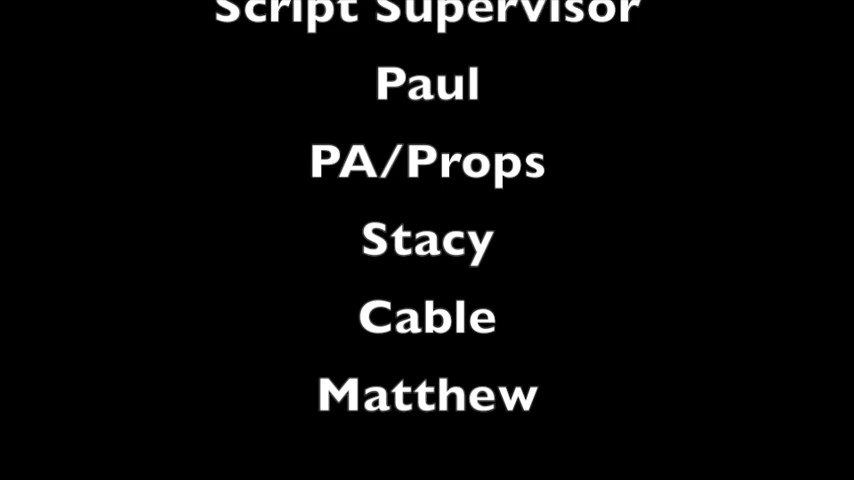 Script Supervisor
Paul
PA/Props
Stacy
Cable
Matthew